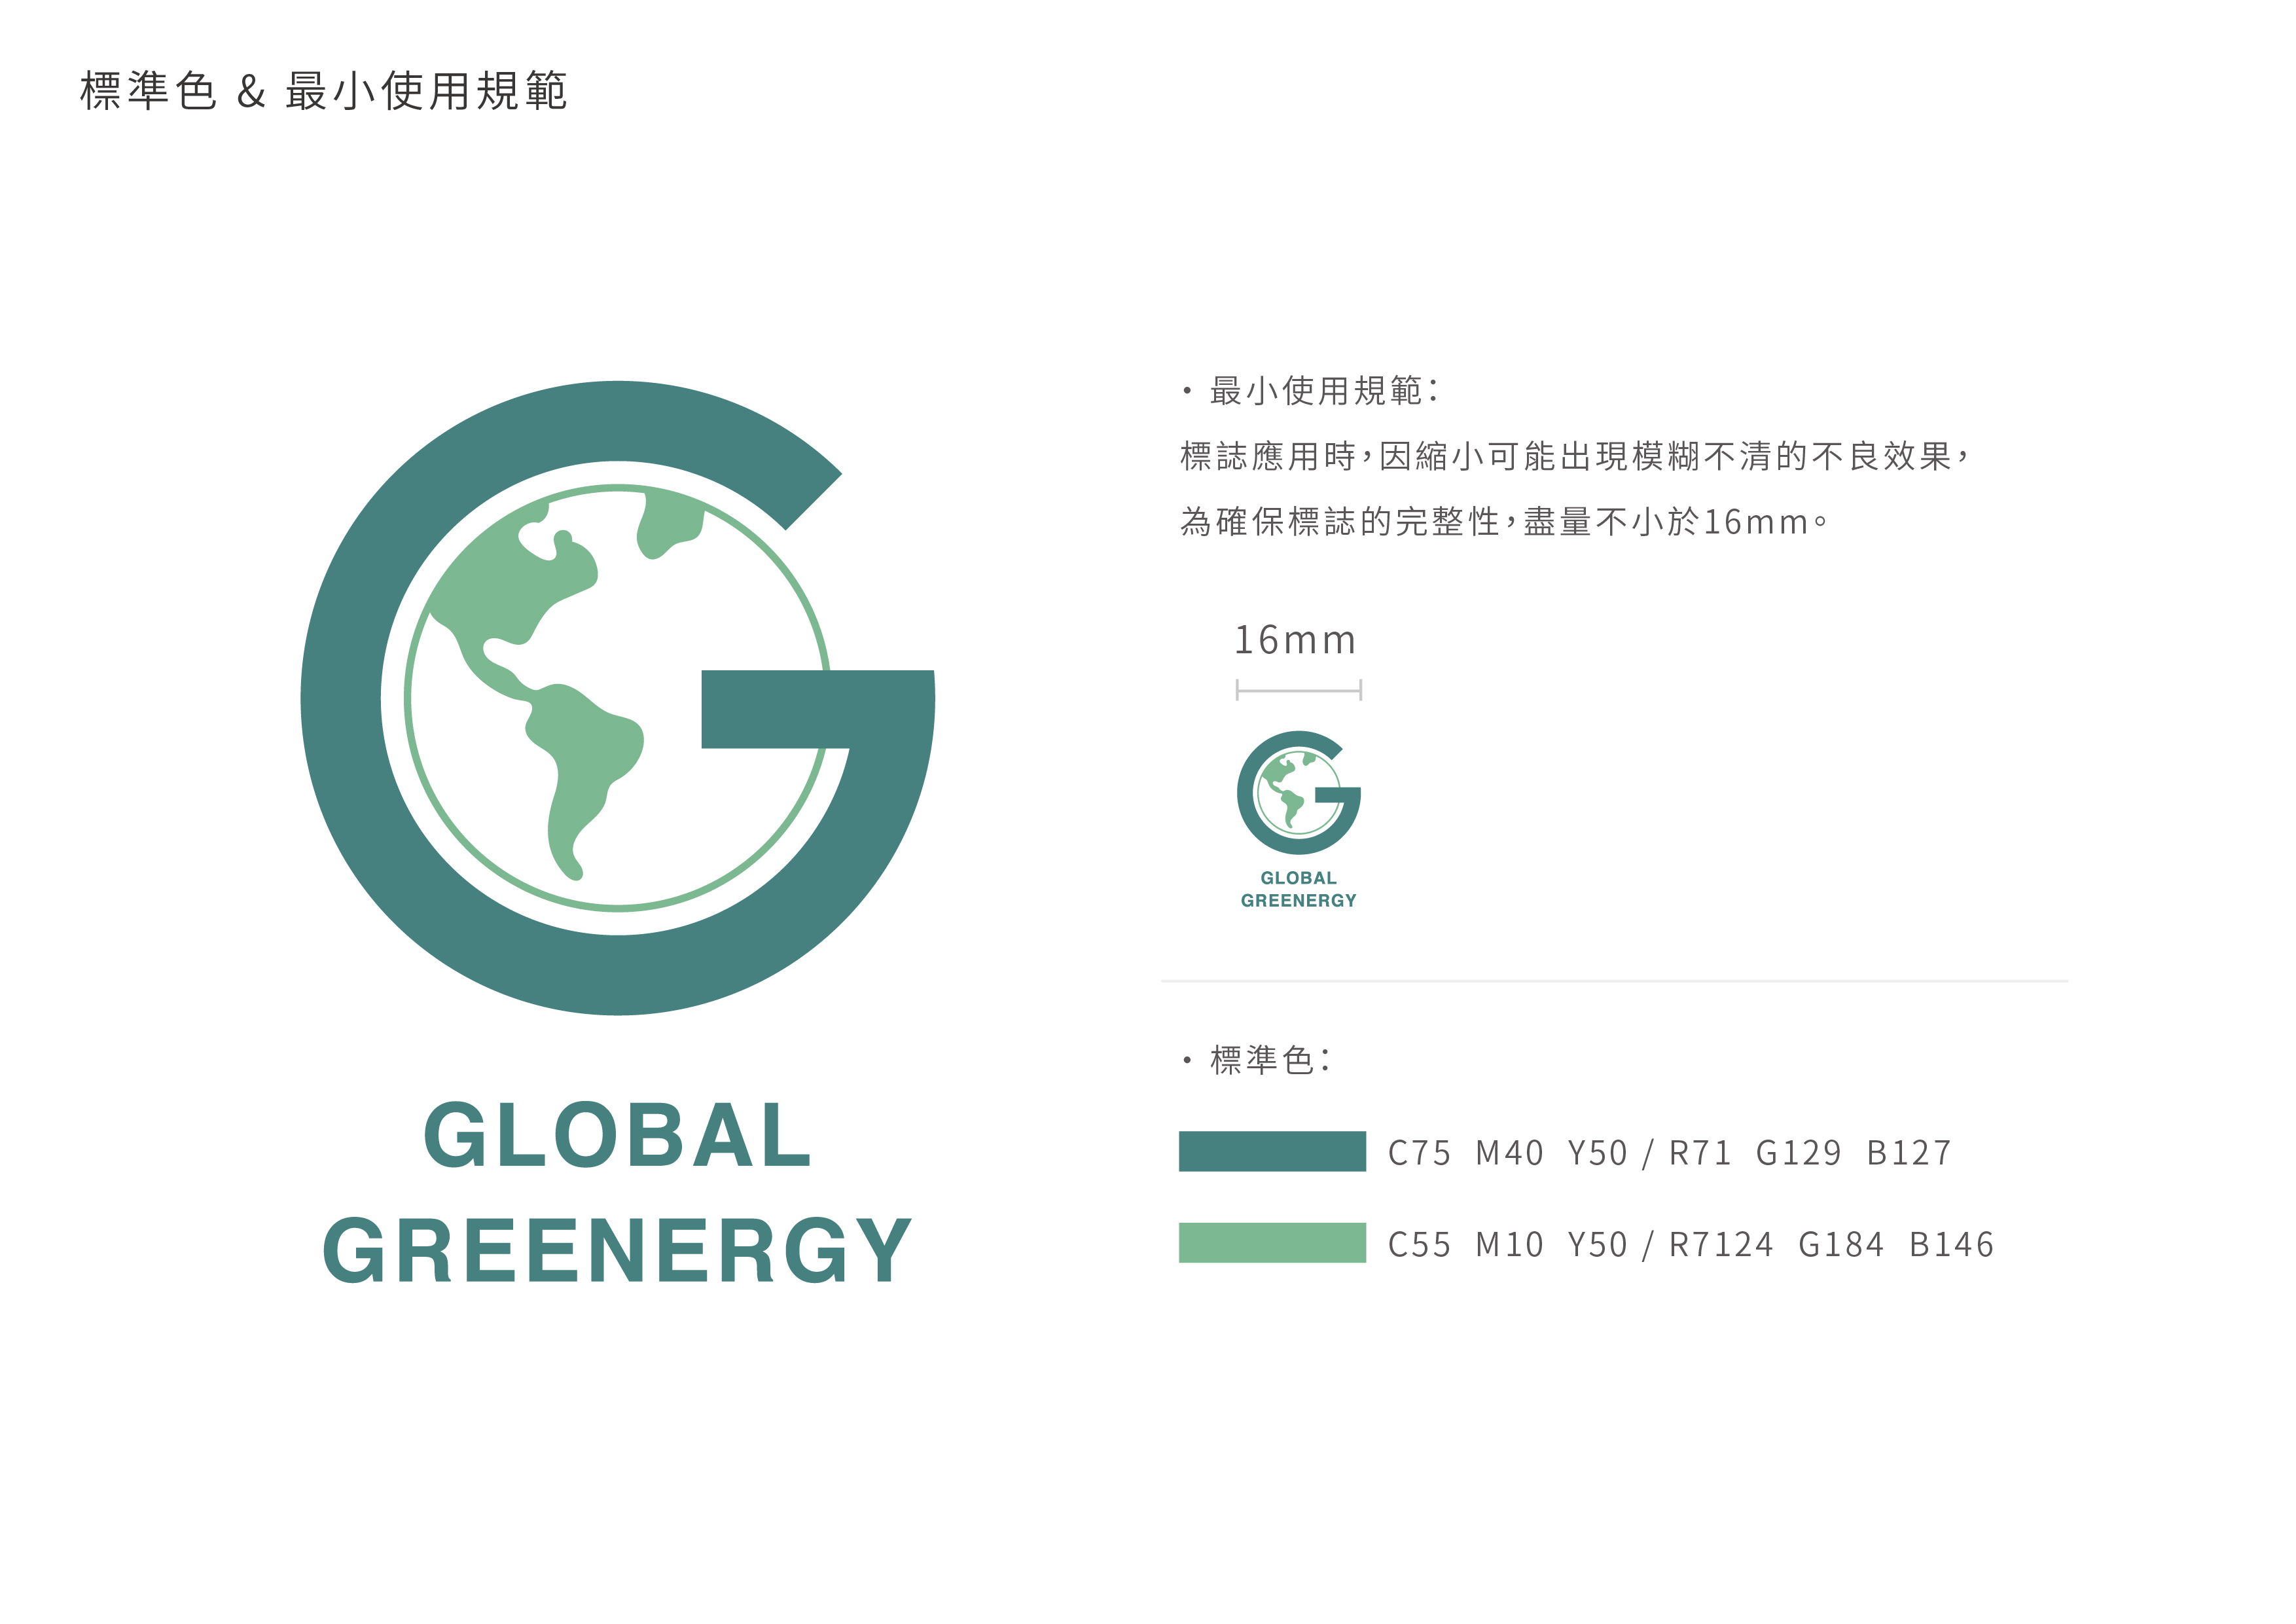 標準色 & 最小使用規範
GLOBAL
GREENERGY
・最小使用規範：
標誌應用時，因縮小可能出現模糊不清的不良效果，
為確保標誌的完整性，盡量不小於16mm。
16mm
GLOBAL
GREENERGY
・標準色：
C75 M40 Y50 / R71 G129 B127
C55 M10 Y50 / R124 G184 B146